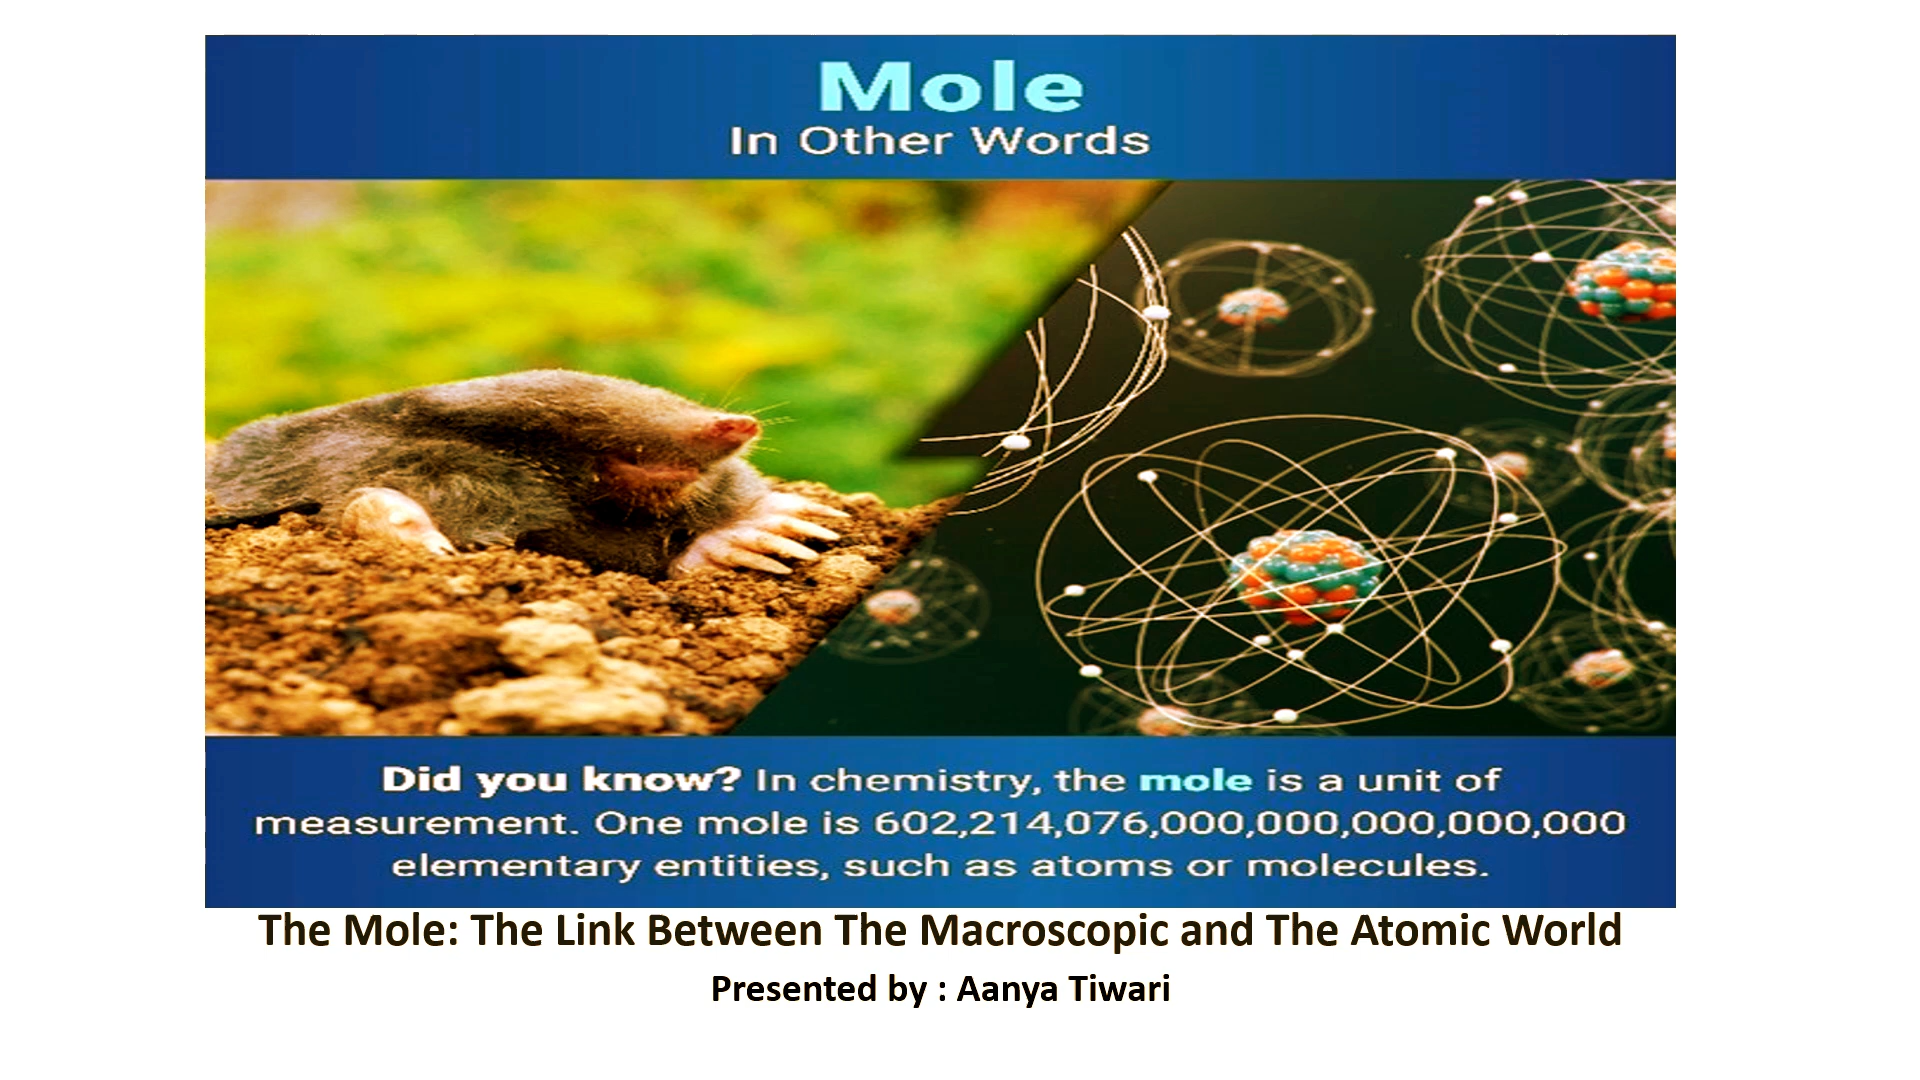 Mole
In Other Words
Did you know? In chemistry, the mole is a unit of
measurement. One mole is 602,214,076,000,000,000,000,000
elementary entities, such as atoms or molecules.
The Mole: The Link Between The Macroscopic and The Atomic World
Presented by : Aanya Tiwari